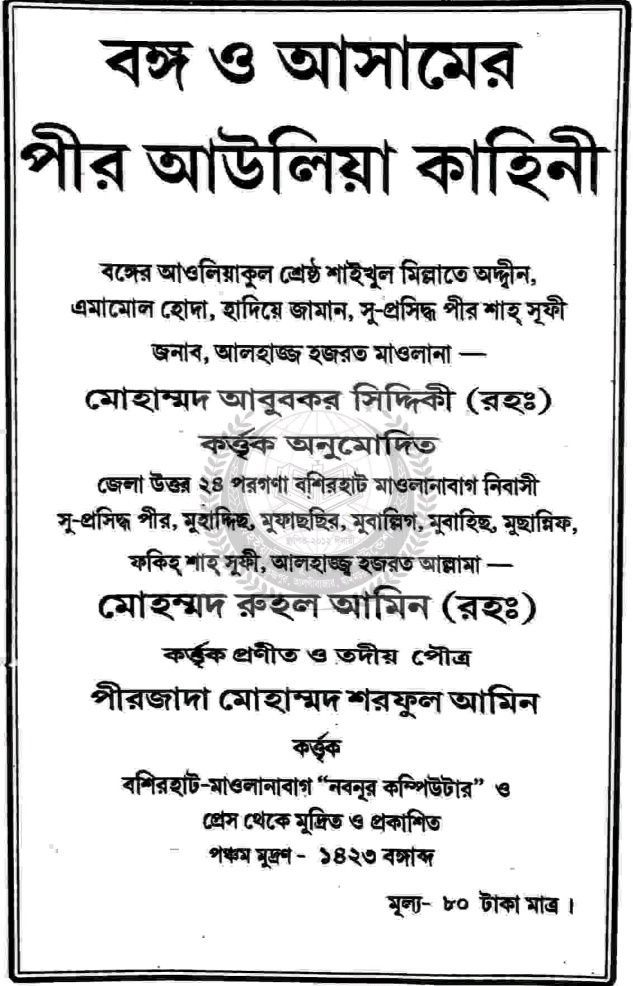 বঙ্গ ও আসামের
পীর আউলিয়া কাহিনী
বঙ্গের আওলিয়াকুল শ্রেষ্ঠ শাইখুল মিল্লাতে অদ্দ্বীন,
এমামোল হোদা, হাদিয়ে জামান, সু-প্রসিদ্ধ পীর শাহ্ সূফী
জনাব, আলহাজ্জ হজরত মাওলানা —
মোহাম্মদ আবুবকর সিদ্দিকী (রহঃ)
কর্ত্তৃক অনুমোদিত
জেলা উত্তর ২৪ পরগণা বশিরহাট মাওলানাবাগ নিবাসী
সু-প্রসিদ্ধ পীর, মুহাদ্দিছ, মুফাছছির, মুবাল্লিগ, মুবাহিছ, মুছান্নিফ,
ফকিহ্ শাহ্ সূফী, আলহাজ্জ্ব হজরত আল্লামা —
মোহম্মদ রুহল আমিন (রহঃ)
কর্ত্তৃক প্রণীত ও তদীয় পৌত্র
পীরজাদা মোহাম্মদ শরফুল আমিন
কর্ত্তৃক
বশিরহাট-মাওলানাবাগ “নবনূর কম্পিউটার” ও
প্রেস থেকে মুদ্রিত ও প্রকাশিত
পঞ্চম মুদ্রণ - ১৪২৩ বঙ্গাব্দ
মূল্য- ৮০ টাকা মাত্র ।